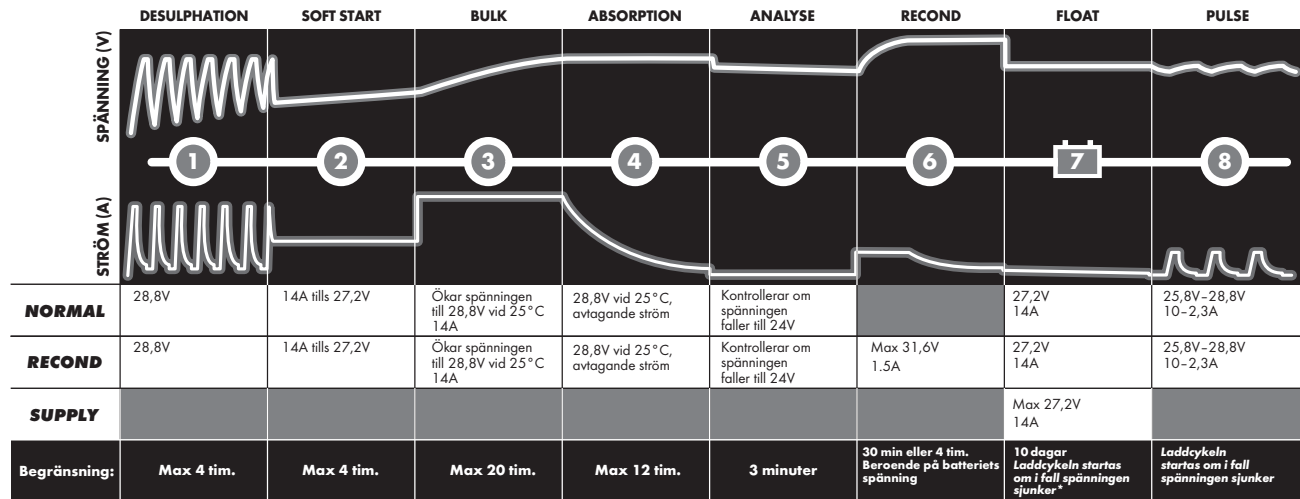 DESULPHATION SOFT START BULK ABSORPTION ANALYSE RECOND FLOAT PULSE
SPÄNNING (V)
1 2 3 4 5 6 7 8
STRÖM (A)
NORMAL
28,8V
14A tills 27,2V
Ökar spänningen
till 28,8V vid 25°C
14A
28,8V vid 25°C,
avtagande ström
Kontrollerar om
spänningen
faller till 24V
27,2V
14A
25,8V–28,8V
10–2,3A
RECOND
28,8V
14A tills 27,2V
Ökar spänningen
till 28,8V vid 25°C
14A
28,8V vid 25°C,
avtagande ström
Kontrollerar om
spänningen
faller till 24V
Max 31,6V
1.5A
27,2V
14A
25,8V–28,8V
10–2,3A
SUPPLY
Max 27,2V
14A
Begränsning:
Max 4 tim.
Max 4 tim.
Max 20 tim.
Max 12 tim.
3 minuter
30 min eller 4 tim.
Beroende på batteriets
spänning
10 dagar
Laddcykeln startas
om i fall spänningen
sjunker*
Laddcykeln
startas om i fall
spänningen sjunker